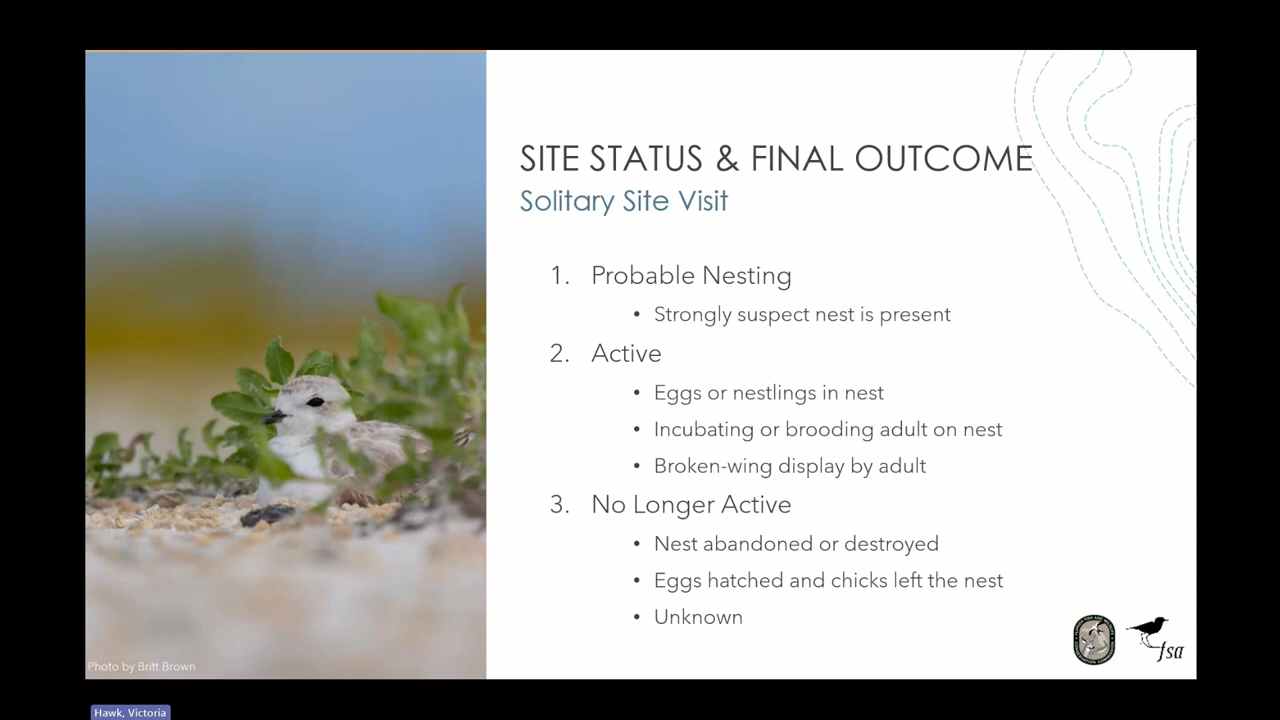 SITE STATUS & FINAL OUTCOME
Solitary Site Visit
1. Probable Nesting
• Strongly suspect nest is present
2. Active
• Eggs or nestlings in nest
• Incubating or brooding adult on nest
• Broken-wing display by adult
3. No Longer Active
• Nest abandoned or destroyed
• Eggs hatched and chicks left the nest
• Unknown
fsa
Photo by Britt Brown
Hawk, Victoria